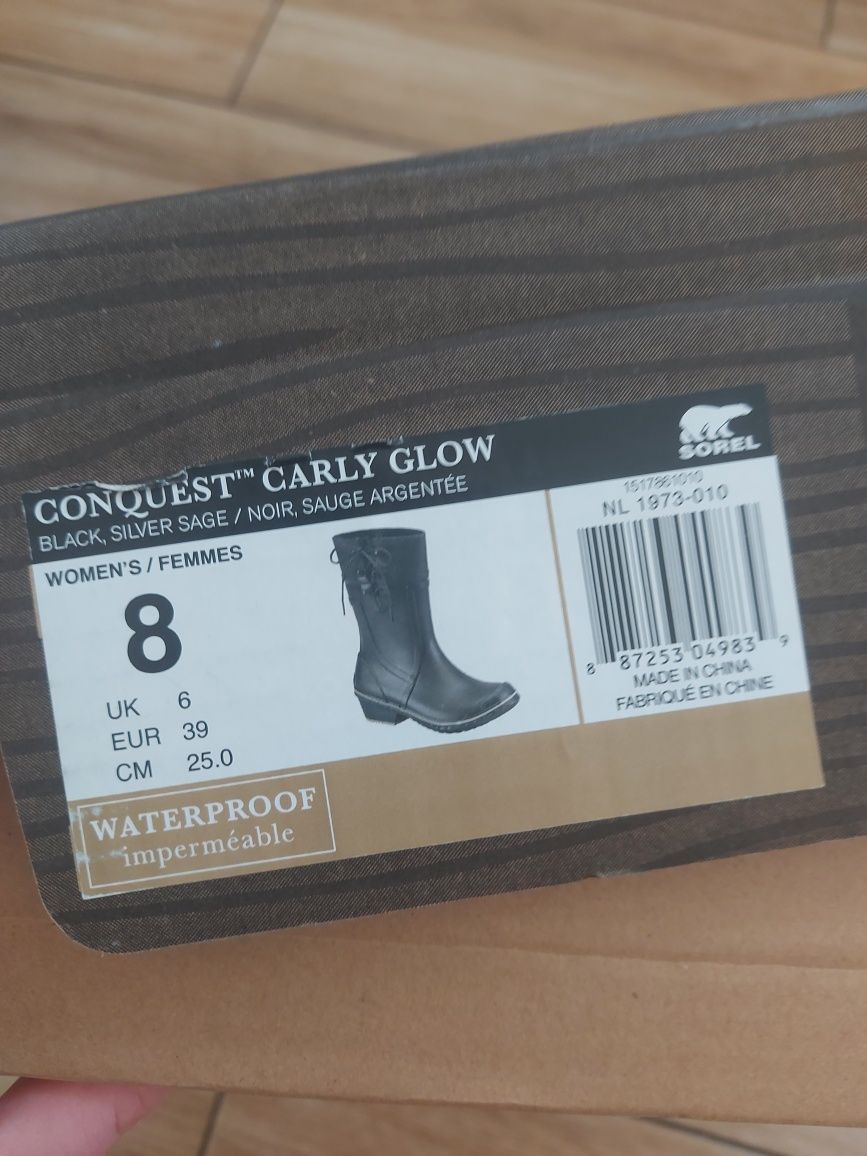 CONQUEST™ CARLY GLOW
BLACK, SILVER SAGE / NOIR, SAUGE ARGENTÉE
SOREL
WOMEN'S / FEMMES
8
UK 6
EUR 39
CM 25.0
1517861010
NL 1973-010
8 87253 04983 9
MADE IN CHINA
FABRIQUÉ EN CHINE
WATERPROOF
imperméable